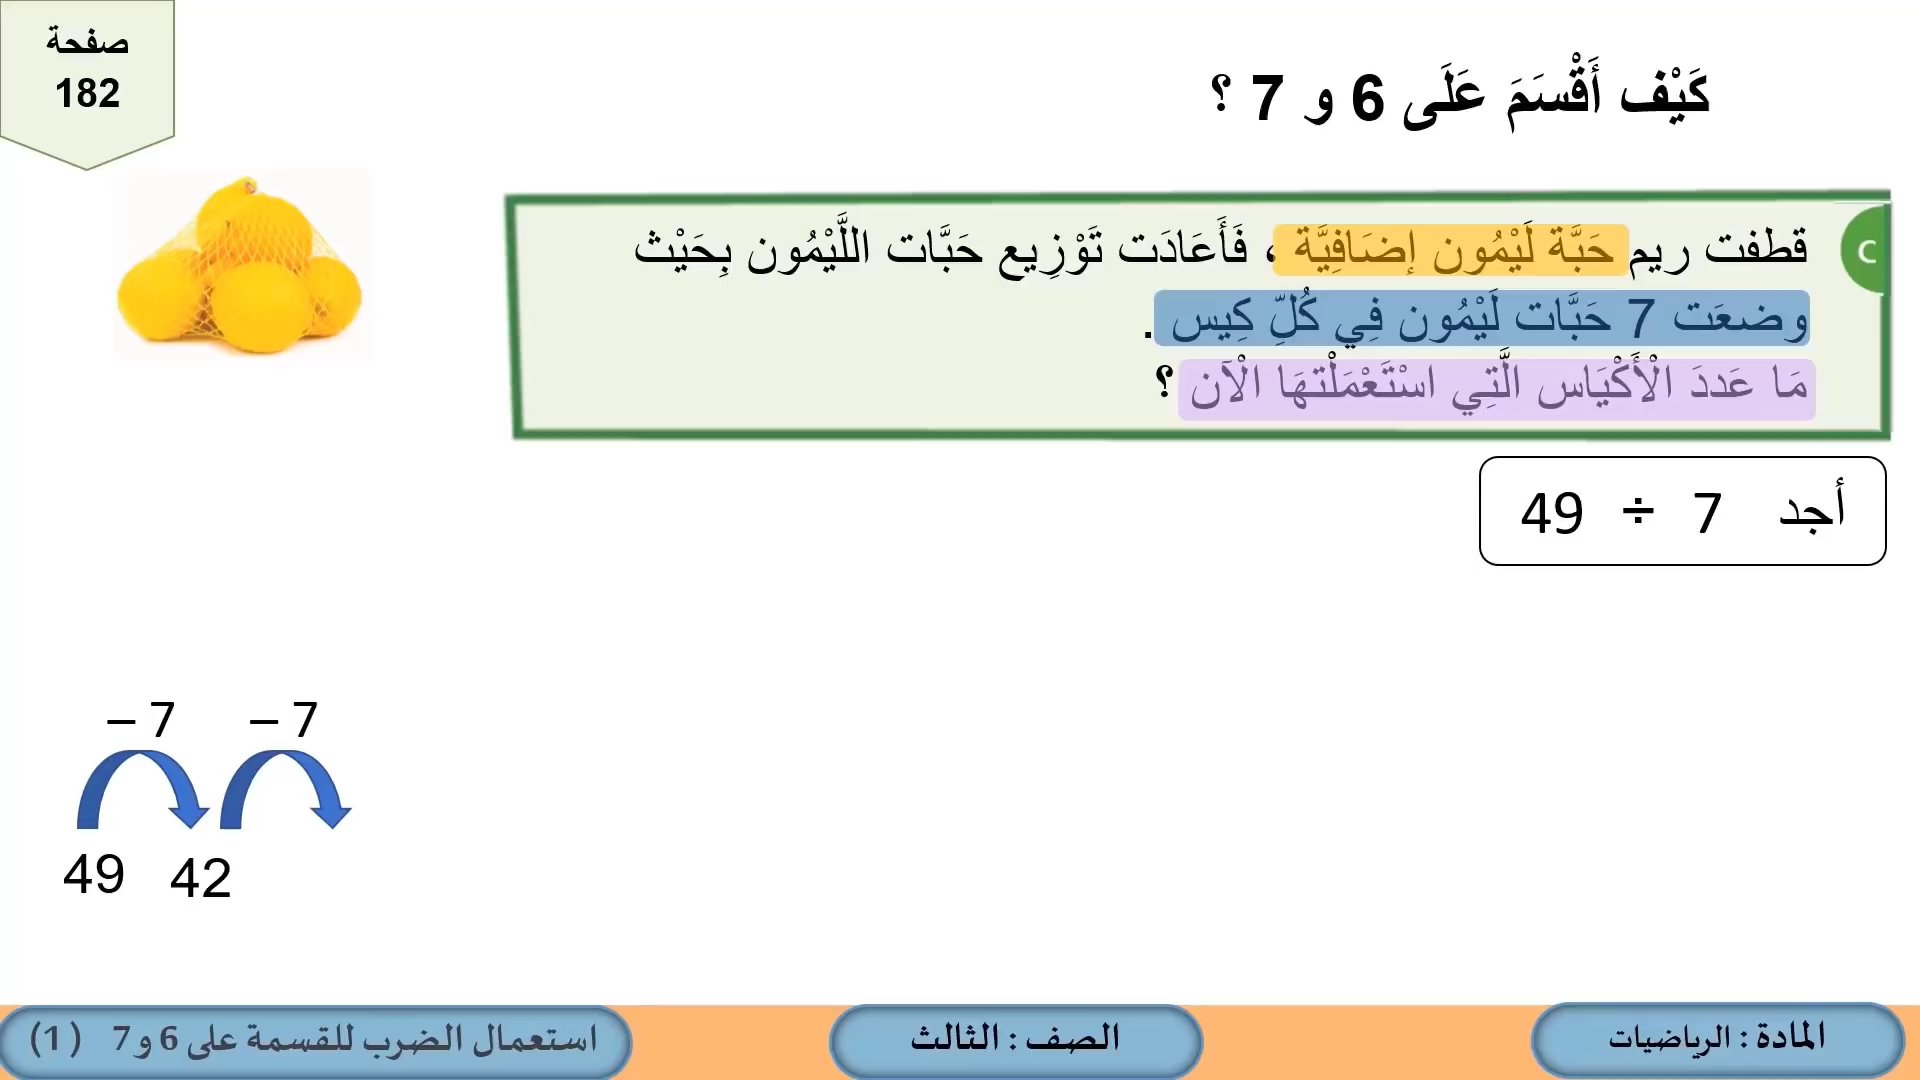 صفحة
182
كَيْف أَقْسَمَ عَلَى 6 و 7 ؟
قطفت ريم حَبَّة لَيْمُون إضَافِيَّة ، فَأَعَادَت تَوْزِيع حَبَّات اللَّيْمُون بِحَيْث
وضعَت 7 حَبَّات لَيْمُون فِي كُلِّ كِيس .
مَا عَددَ الْأَكْيَاس الَّتِي اسْتَعْمَلْتهَا الْآن ؟
أجد 49 ÷ 7
– 7 – 7
49 42
المادة : الرياضيات
الصف : الثالث
استعمال الضرب للقسمة على 6 و 7 (1)